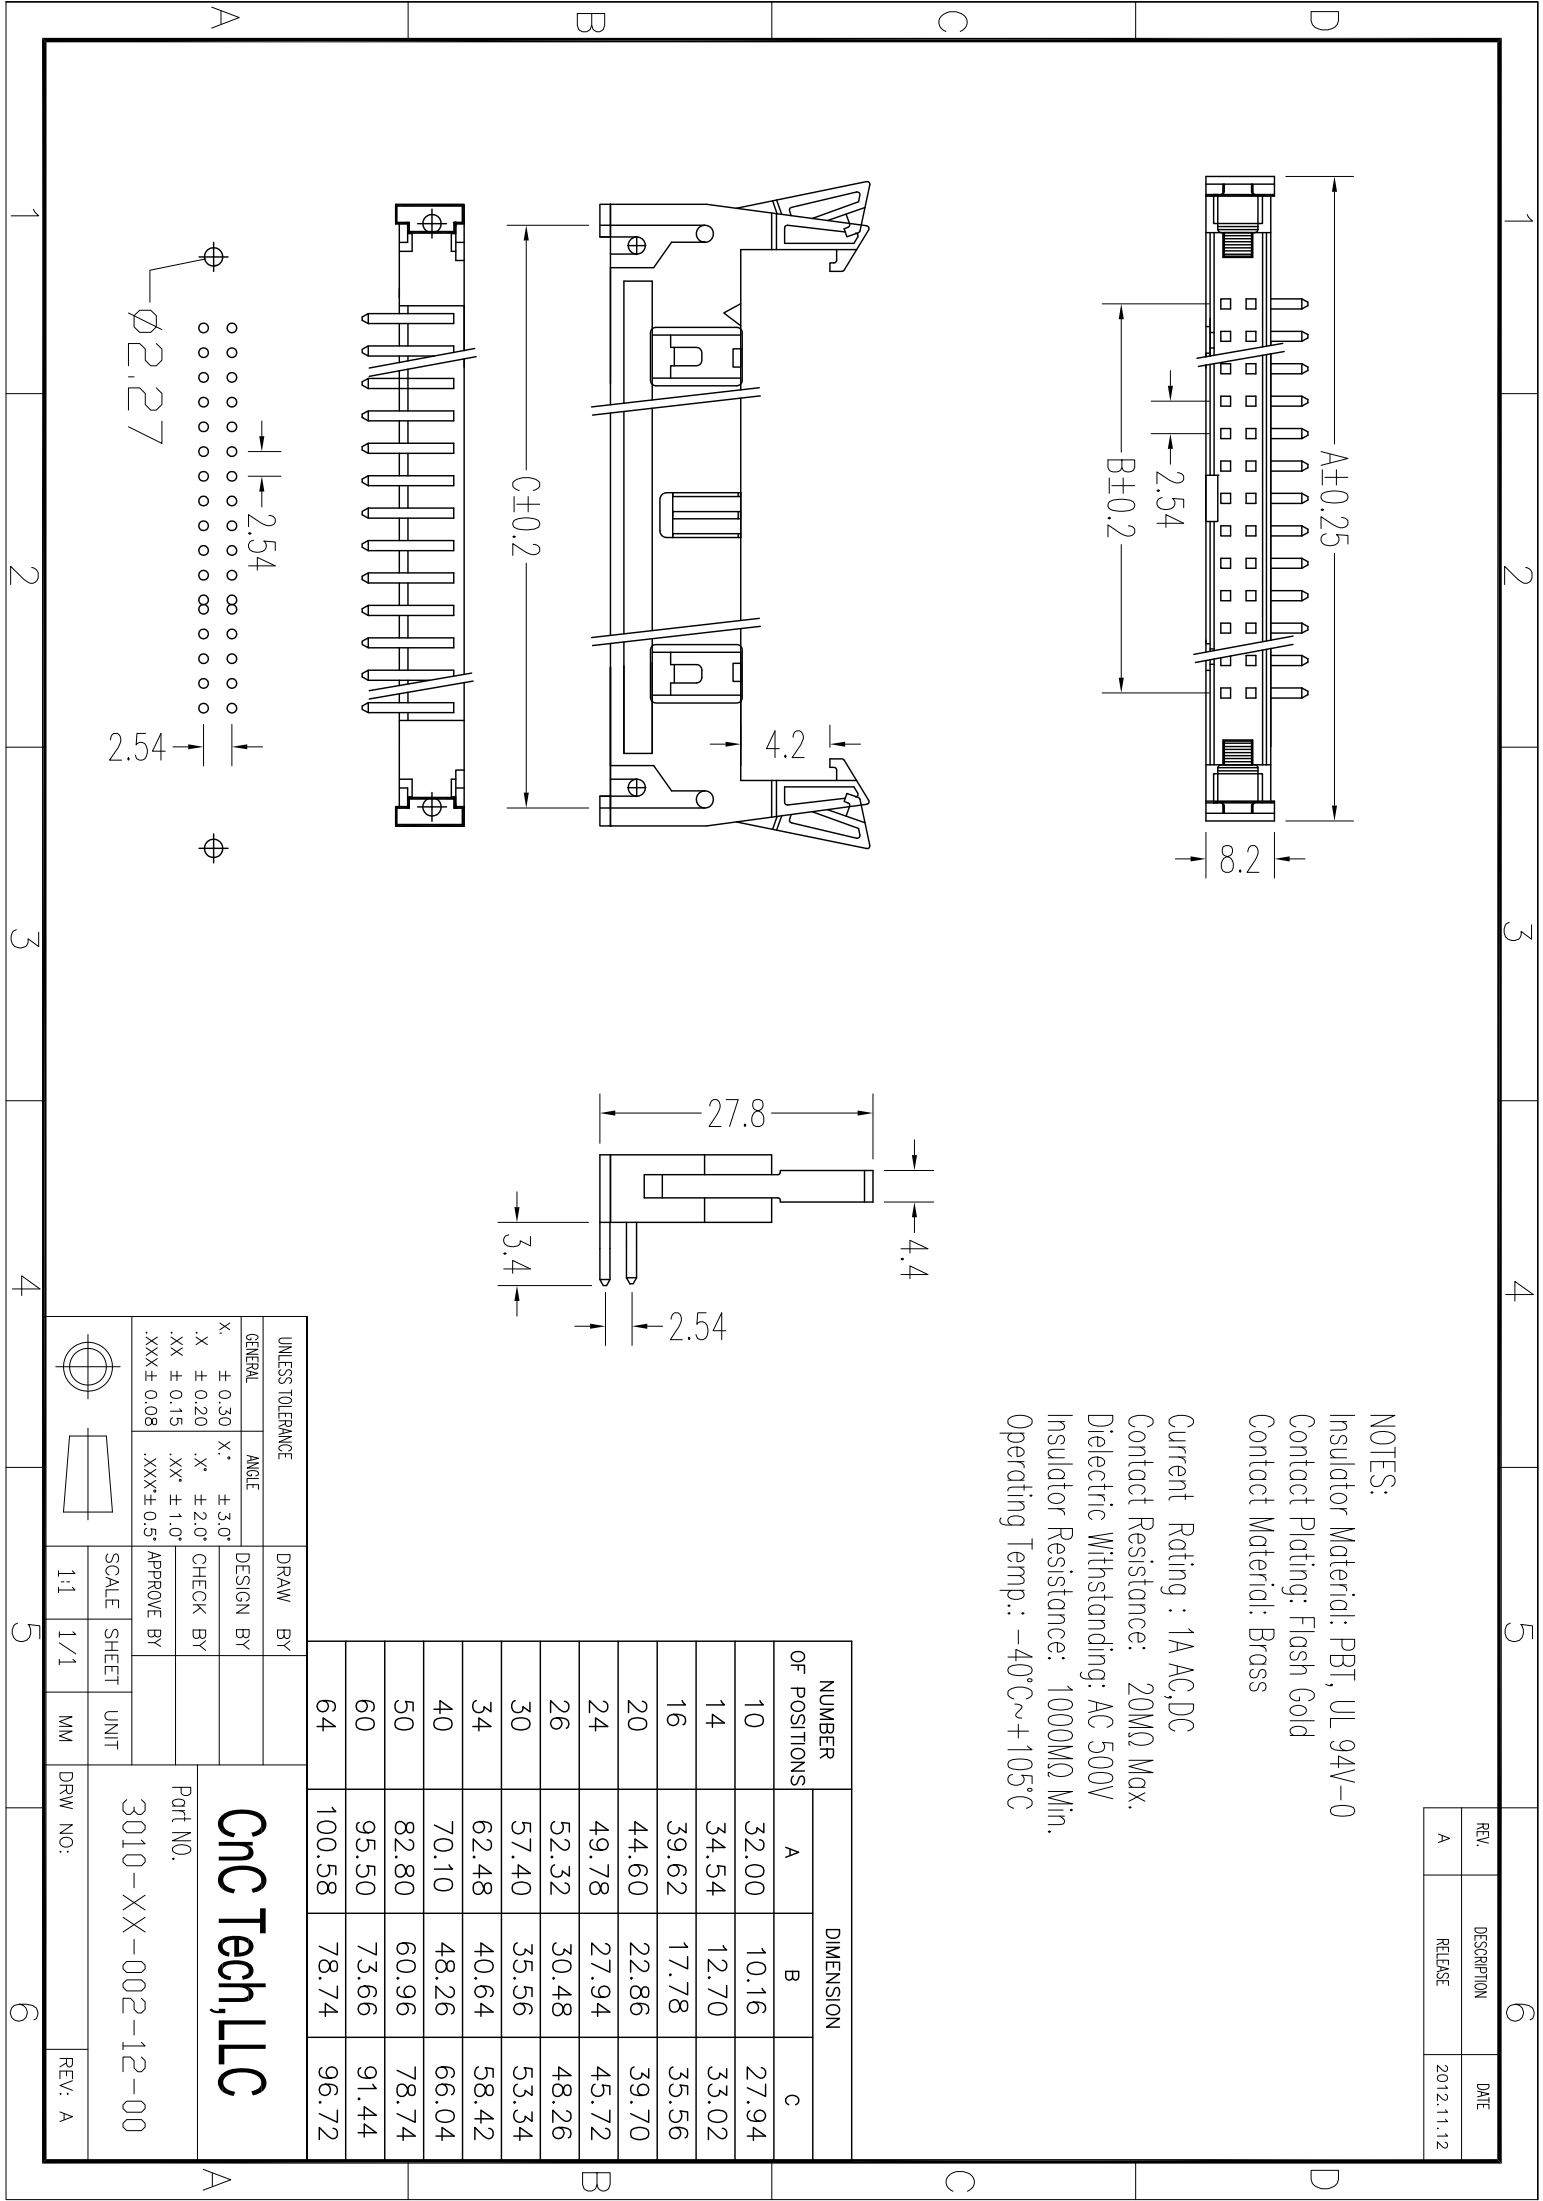 1 2 3 4 5 6
D
C
B
A
D
C
B
A
1 2 3 4 5 6
REV. DESCRIPTION DATE
A RELEASE 2012.11.12
A±0.25
2.54
B±0.2
8.2
4.2
C±0.2
27.8
4.4
3.4
2.54
2.54
2.54
Ø2.27
NOTES:
Insulator Material: PBT, UL 94V-0
Contact Plating: Flash Gold
Contact Material: Brass
Current Rating : 1A AC,DC
Contact Resistance: 20MΩ Max.
Dielectric Withstanding: AC 500V
Insulator Resistance: 1000MΩ Min.
Operating Temp.: -40°C~+105°C
NUMBER DIMENSION
OF POSITIONS A B C
10 32.00 10.16 27.94
14 34.54 12.70 33.02
16 39.62 17.78 35.56
20 44.60 22.86 39.70
24 49.78 27.94 45.72
26 52.32 30.48 48.26
30 57.40 35.56 53.34
34 62.48 40.64 58.42
40 70.10 48.26 66.04
50 82.80 60.96 78.74
60 95.50 73.66 91.44
64 100.58 78.74 96.72
UNLESS TOLERANCE
GENERAL ANGLE
X. ± 0.30 X.° ± 3.0°
.X ± 0.20 .X° ± 2.0°
.XX ± 0.15 .XX° ± 1.0°
.XXX ± 0.08 .XXX° ± 0.5°
DRAW BY
DESIGN BY
CHECK BY
APPROVE BY
SCALE SHEET UNIT
1:1 1/1 MM
CnC Tech,LLC
Part NO.
3010-XX-002-12-00
DRW NO: REV: A